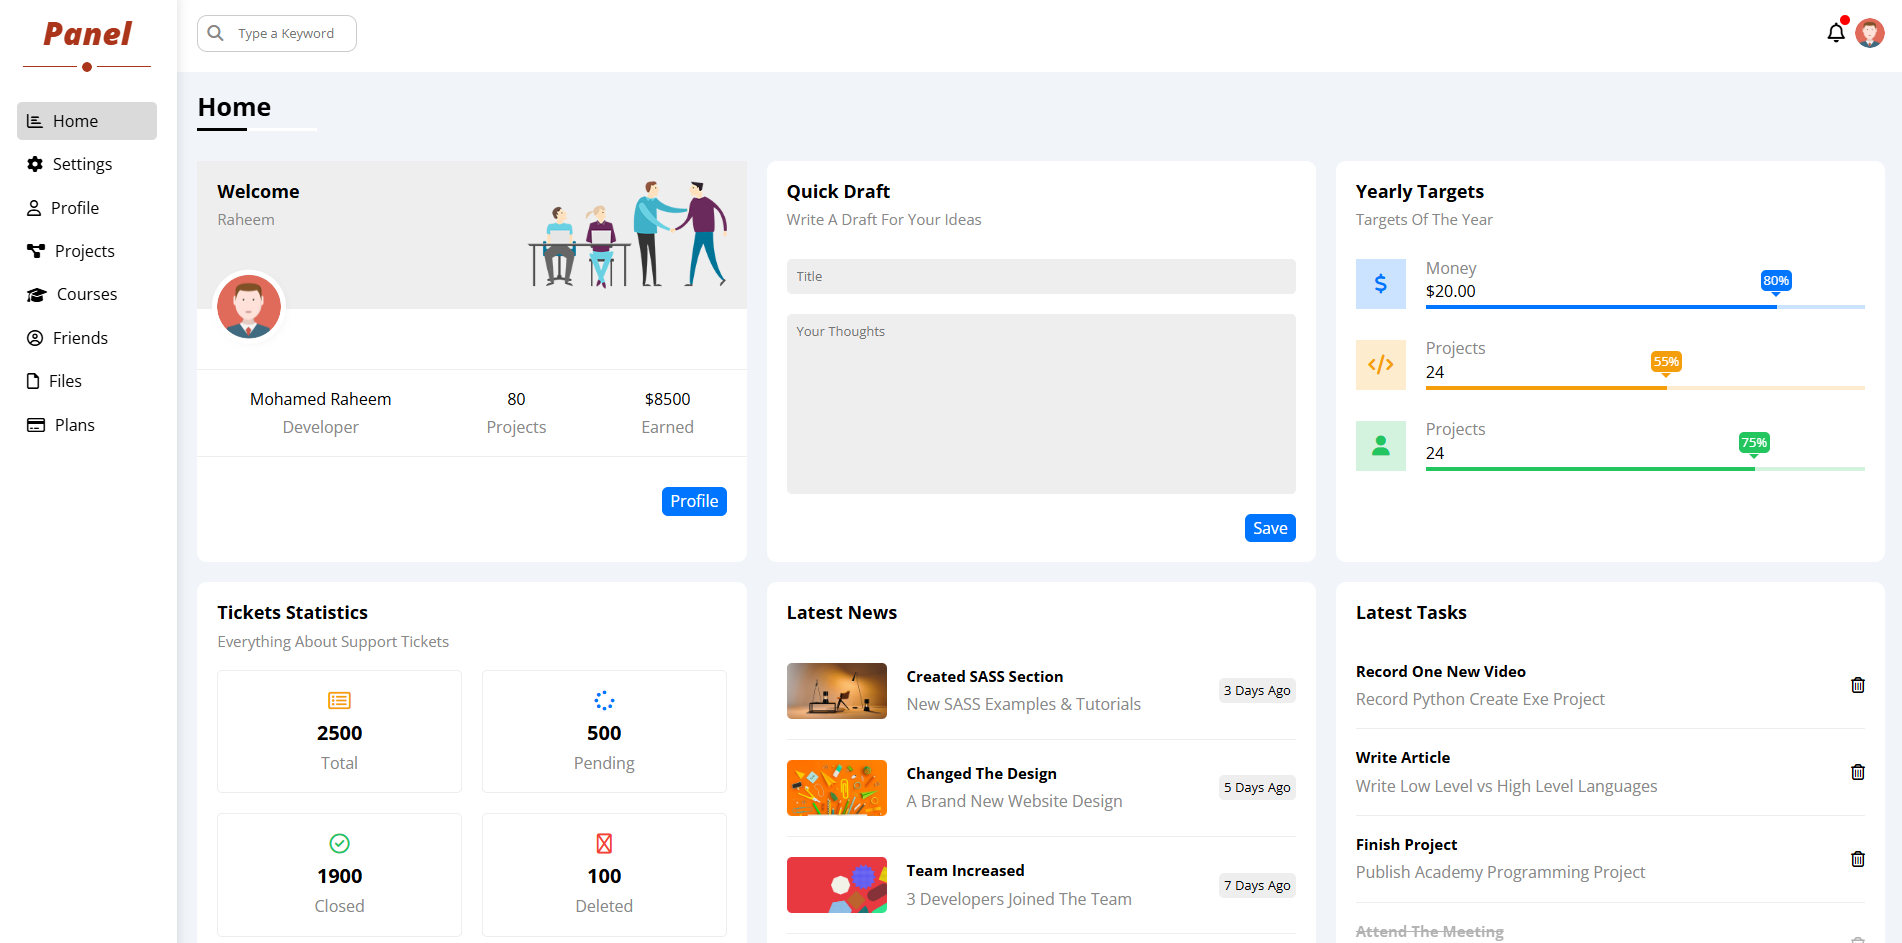 Panel
Type a Keyword
Home
Settings
Profile
Projects
Courses
Friends
Files
Plans
Home
Welcome
Raheem
Mohamed Raheem
Developer
80
Projects
$8500
Earned
Profile
Quick Draft
Write A Draft For Your Ideas
Title
Your Thoughts
Save
Yearly Targets
Targets Of The Year
Money
$20.00
80%
Projects
24
55%
Projects
24
75%
Tickets Statistics
Everything About Support Tickets
2500
Total
500
Pending
1900
Closed
100
Deleted
Latest News
Created SASS Section
New SASS Examples & Tutorials
3 Days Ago
Changed The Design
A Brand New Website Design
5 Days Ago
Team Increased
3 Developers Joined The Team
7 Days Ago
Latest Tasks
Record One New Video
Record Python Create Exe Project
Write Article
Write Low Level vs High Level Languages
Finish Project
Publish Academy Programming Project
Attend The Meeting